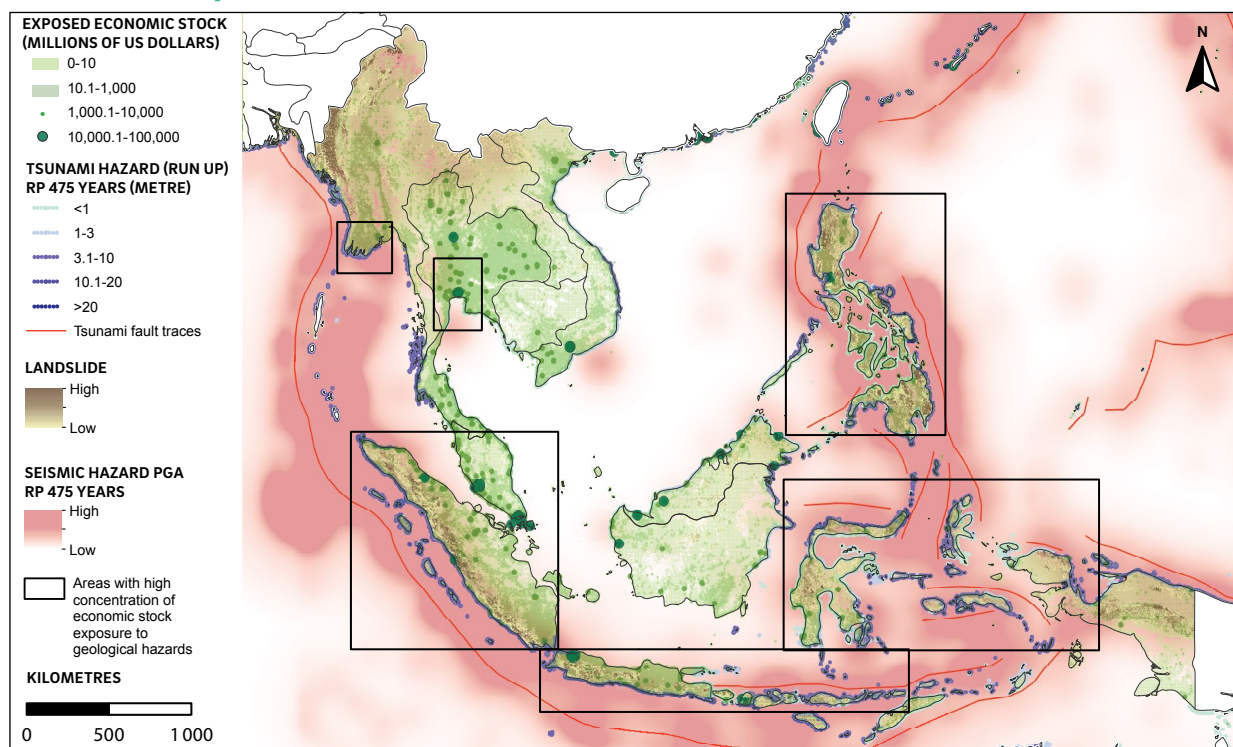 EXPOSED ECONOMIC STOCK
(MILLIONS OF US DOLLARS)
0-10
10.1-1,000
1,000.1-10,000
10,000.1-100,000
TSUNAMI HAZARD (RUN UP)
RP 475 YEARS (METRE)
<1
1-3
3.1-10
10.1-20
>20
Tsunami fault traces
LANDSLIDE
High
Low
SEISMIC HAZARD PGA
RP 475 YEARS
High
Low
Areas with high
concentration of
economic stock
exposure to
geological hazards
KILOMETRES
0 500 1000
N